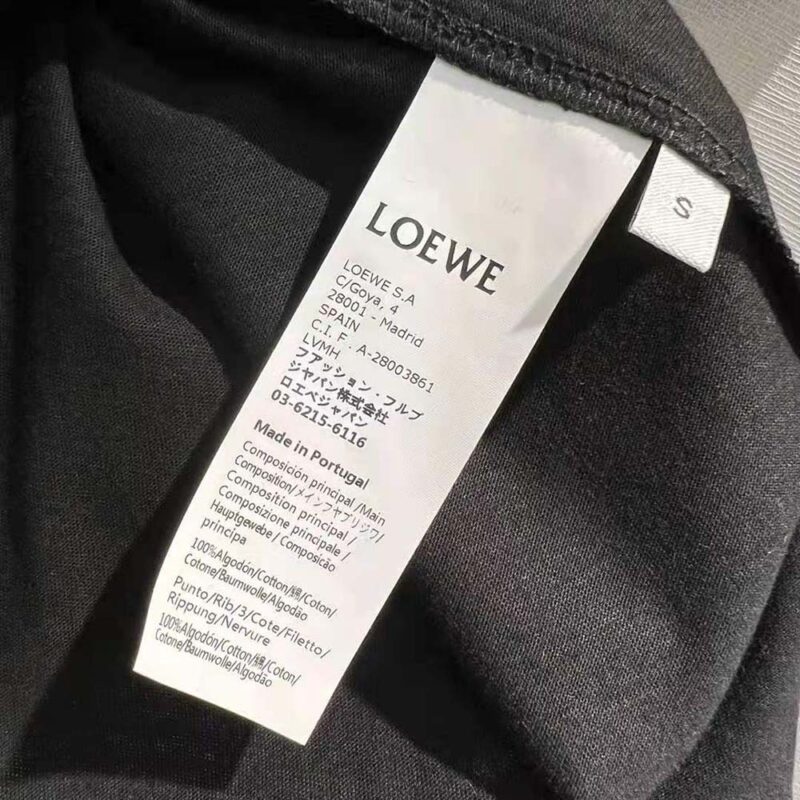 LOEWE
LOEWE S.A
C/Goya, 4
28001 - Madrid
SPAIN
C.I.F. A-28003861
LVMH
ファッション・フルブ
ジャパン株式会社
ロエベジャパン
03-6215-6116
Made in Portugal
Composición principal /Main
Composition/メインファブリック/
Composition principal /
Composizione principale /
Hauptgewebe / Composicão
principa
100%Algodón/Cotton/綿/Coton/
Cotone/Baumwolle/Algodão
Punto/Rib/3/Cote/Filetto/
Rippung/Nervure
100%Algodón/Cotton/綿/Coton/
Cotone/Baumwolle/Algodão
S